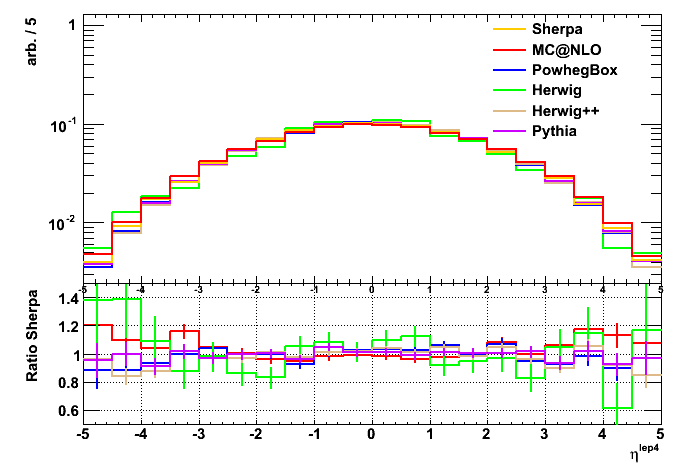 arb. / 5
1
10^-1
10^-2
Sherpa
MC@NLO
PowhegBox
Herwig
Herwig++
Pythia
-5 -4 -3 -2 -1 0 1 2 3 4 5
Ratio Sherpa
1.4
1.2
1
0.8
0.6
-5 -4 -3 -2 -1 0 1 2 3 4 5
η^lep4